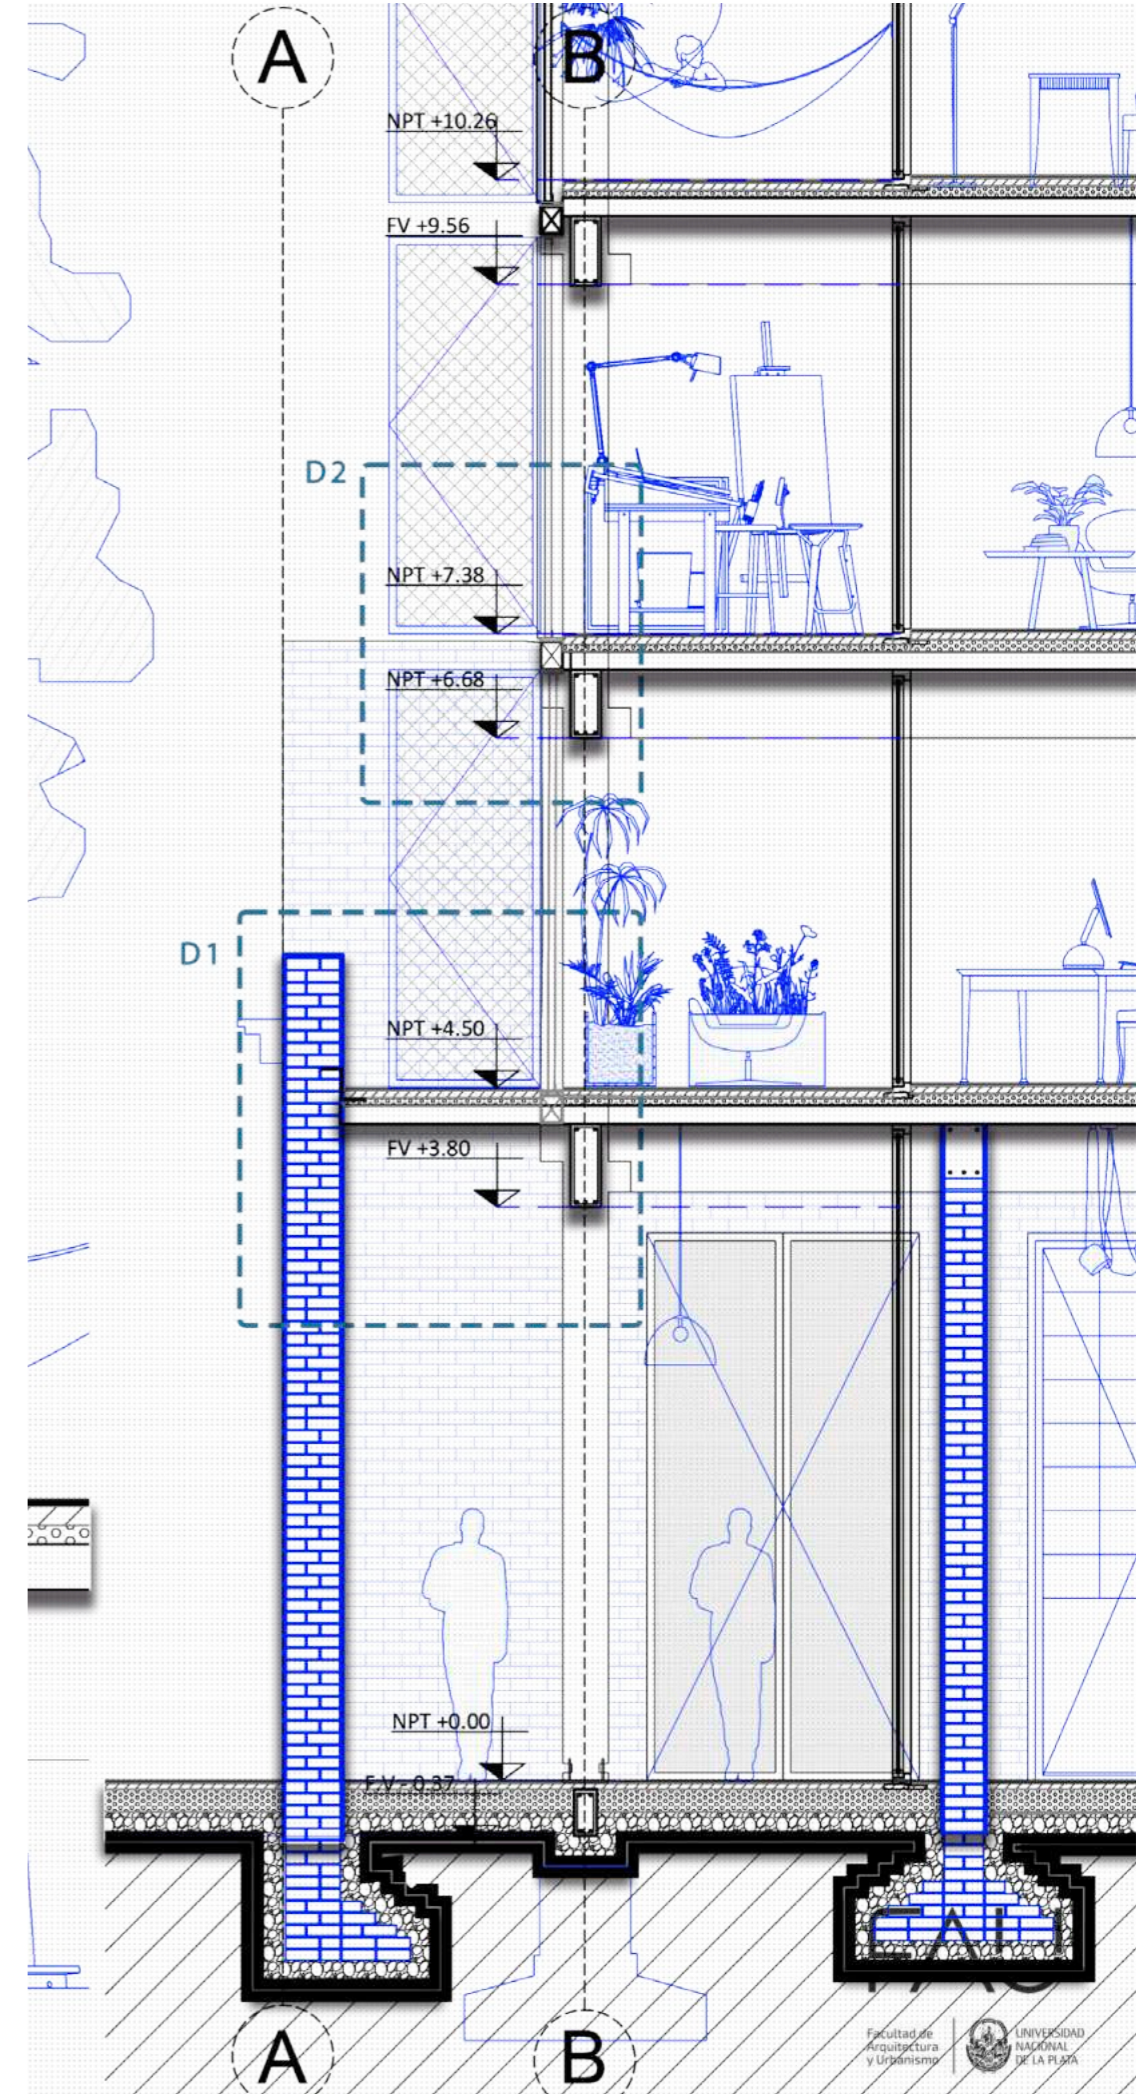 A
B
NPT +10.26
FV +9.56
D2
NPT +7.38
NPT +6.68
D1
NPT +4.50
FV +3.80
NPT +0.00
F.V - 0.37
FAU
Facultad de
Arquitectura
y Urbanismo
UNIVERSIDAD
NACIONAL
DE LA PLATA
A
B